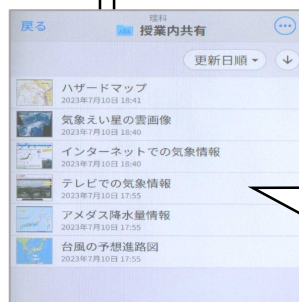 戻る
理科
授業内共有
更新日順
ハザードマップ
2023年7月10日 18:41
気象えい星の雲画像
2023年7月10日 18:40
インターネットでの気象情報
2023年7月10日 18:40
テレビでの気象情報
2023年7月10日 17:55
アメダス降水量情報
2023年7月10日 17:55
台風の予想進路図
2023年7月10日 17:55